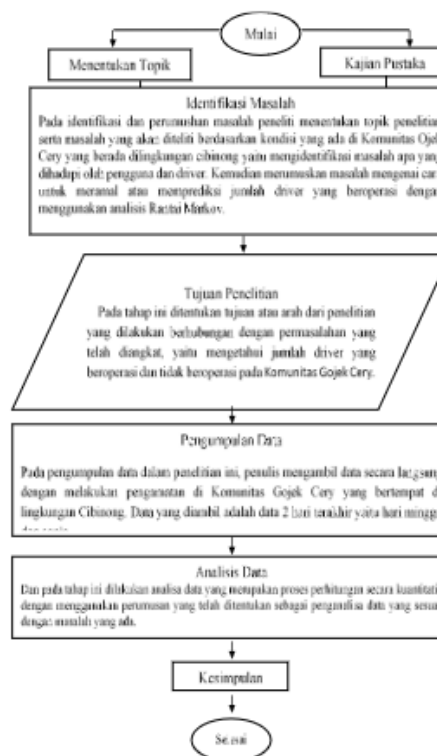 Mulai
Menentukan Topik
Kajian Pustaka
Identifikasi Masalah
Pada identifikasi dan perumushan masalah peneliti menentukan topik penelitian
serta masalah yang akan diteliti berdasarkan kondisi yang ada di Komunitas Ojek
Cery yang berada dilingkungan cibinong yaitu mengidentifikasi masalah apa yang
dihadapi oleh pengguna dan driver. Kemudian merumuskan masalah mengenai cara
untuk meramal atau memprediksi jumlah driver yang beroperasi dengan
menggunakan analisis Rantai Markov.
Tujuan Penelitian
Pada tahap ini ditentukan tujuan atau arah dari penelitian
yang dilakukan berhubungan dengan permasalahan yang
telah diangkat, yaitu mengetahui jumlah driver yang
beroperasi dan tidak beroperasi pada Komunitas Gojek Cery.
Pengumpulan Data
Pada pengumpulan data dalam penelitian ini, penulis mengambil data secara langsung
dengan melakukan pengamatan di Komunitas Gojek Cery yang bertempat di
lingkungan Cibinong. Data yang diambil adalah data 2 hari terakhir yaitu hari minggu
Analisis Data
Dan pada tahap ini dilakukan analisa data yang merupakan proses perhitungan secara kuantitatif
dengan menggunakan perumusan yang telah ditentukan sebagai penganalisa data yang sesuai
dengan masalah yang ada.
Kesimpulan
Selesai